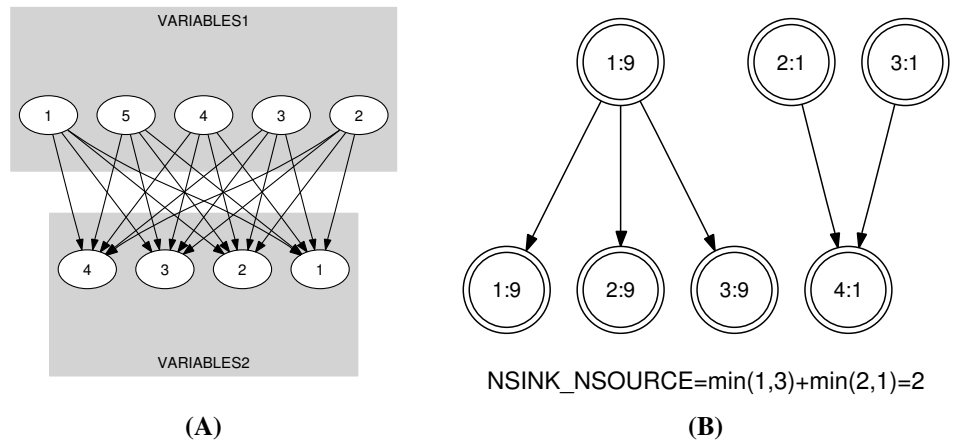 VARIABLES1
1 5 4 3 2
4 3 2 1
VARIABLES2
(A)
1:9 2:1 3:1
1:9 2:9 3:9 4:1
NSINK_NSOURCE=min(1,3)+min(2,1)=2
(B)